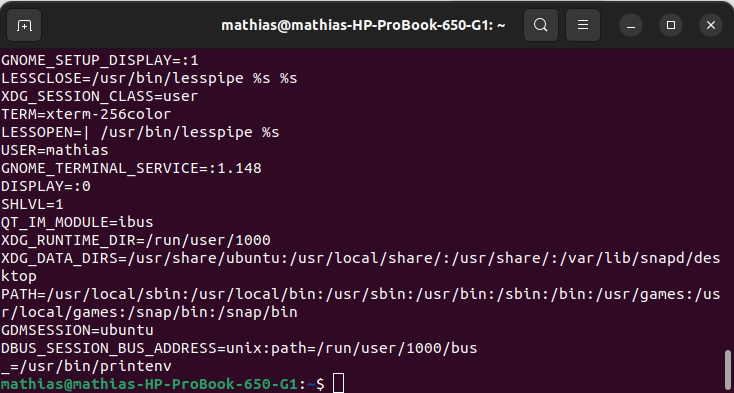 mathias@mathias-HP-ProBook-650-G1: ~
GNOME_SETUP_DISPLAY=:1
LESSCLOSE=/usr/bin/lesspipe %s %s
XDG_SESSION_CLASS=user
TERM=xterm-256color
LESSOPEN=| /usr/bin/lesspipe %s
USER=mathias
GNOME_TERMINAL_SERVICE=:1.148
DISPLAY=:0
SHLVL=1
QT_IM_MODULE=ibus
XDG_RUNTIME_DIR=/run/user/1000
XDG_DATA_DIRS=/usr/share/ubuntu:/usr/local/share/:/usr/share/:/var/lib/snapd/des
ktop
PATH=/usr/local/sbin:/usr/local/bin:/usr/sbin:/usr/bin:/sbin:/bin:/usr/games:/us
r/local/games:/snap/bin:/snap/bin
GDMSESSION=ubuntu
DBUS_SESSION_BUS_ADDRESS=unix:path=/run/user/1000/bus
_=/usr/bin/printenv
mathias@mathias-HP-ProBook-650-G1:~$